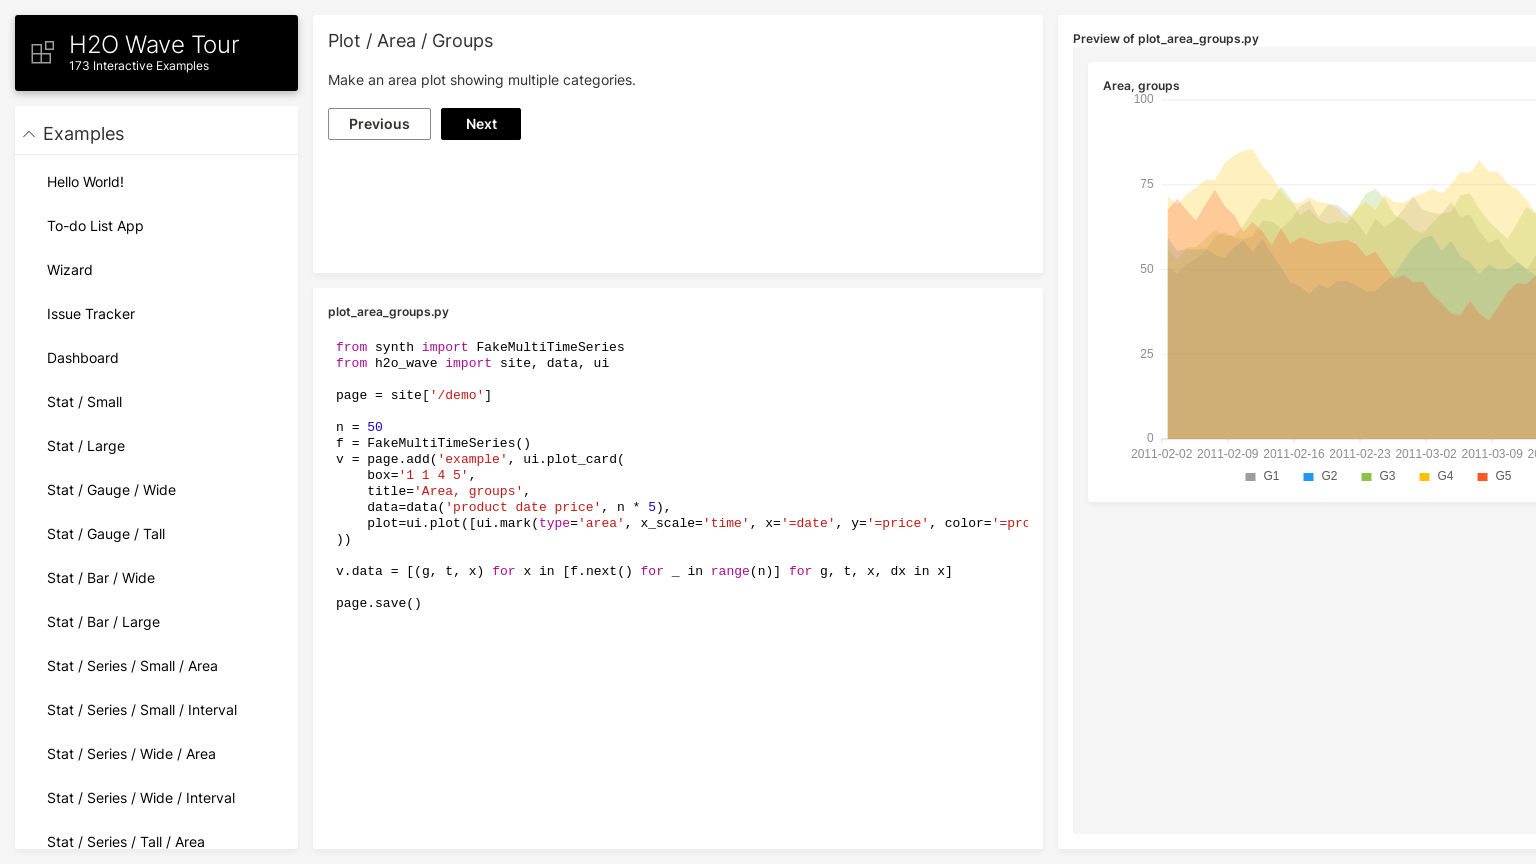 H2O Wave Tour
173 Interactive Examples
Examples
Hello World!
To-do List App
Wizard
Issue Tracker
Dashboard
Stat / Small
Stat / Large
Stat / Gauge / Wide
Stat / Gauge / Tall
Stat / Bar / Wide
Stat / Bar / Large
Stat / Series / Small / Area
Stat / Series / Small / Interval
Stat / Series / Wide / Area
Stat / Series / Wide / Interval
Stat / Series / Tall / Area
Plot / Area / Groups
Make an area plot showing multiple categories.
Previous Next
plot_area_groups.py
from synth import FakeMultiTimeSeries
from h2o_wave import site, data, ui
page = site['/demo']
n = 50
f = FakeMultiTimeSeries()
v = page.add('example', ui.plot_card(
    box='1 1 4 5',
    title='Area, groups',
    data=data('product date price', n * 5),
    plot=ui.plot([ui.mark(type='area', x_scale='time', x='=date', y='=price', color='=pro
))
v.data = [(g, t, x) for x in [f.next() for _ in range(n)] for g, t, x, dx in x]
page.save()
Preview of plot_area_groups.py
Area, groups
100
75
50
25
0
2011-02-02 2011-02-09 2011-02-16 2011-02-23 2011-03-02 2011-03-09
G1 G2 G3 G4 G5